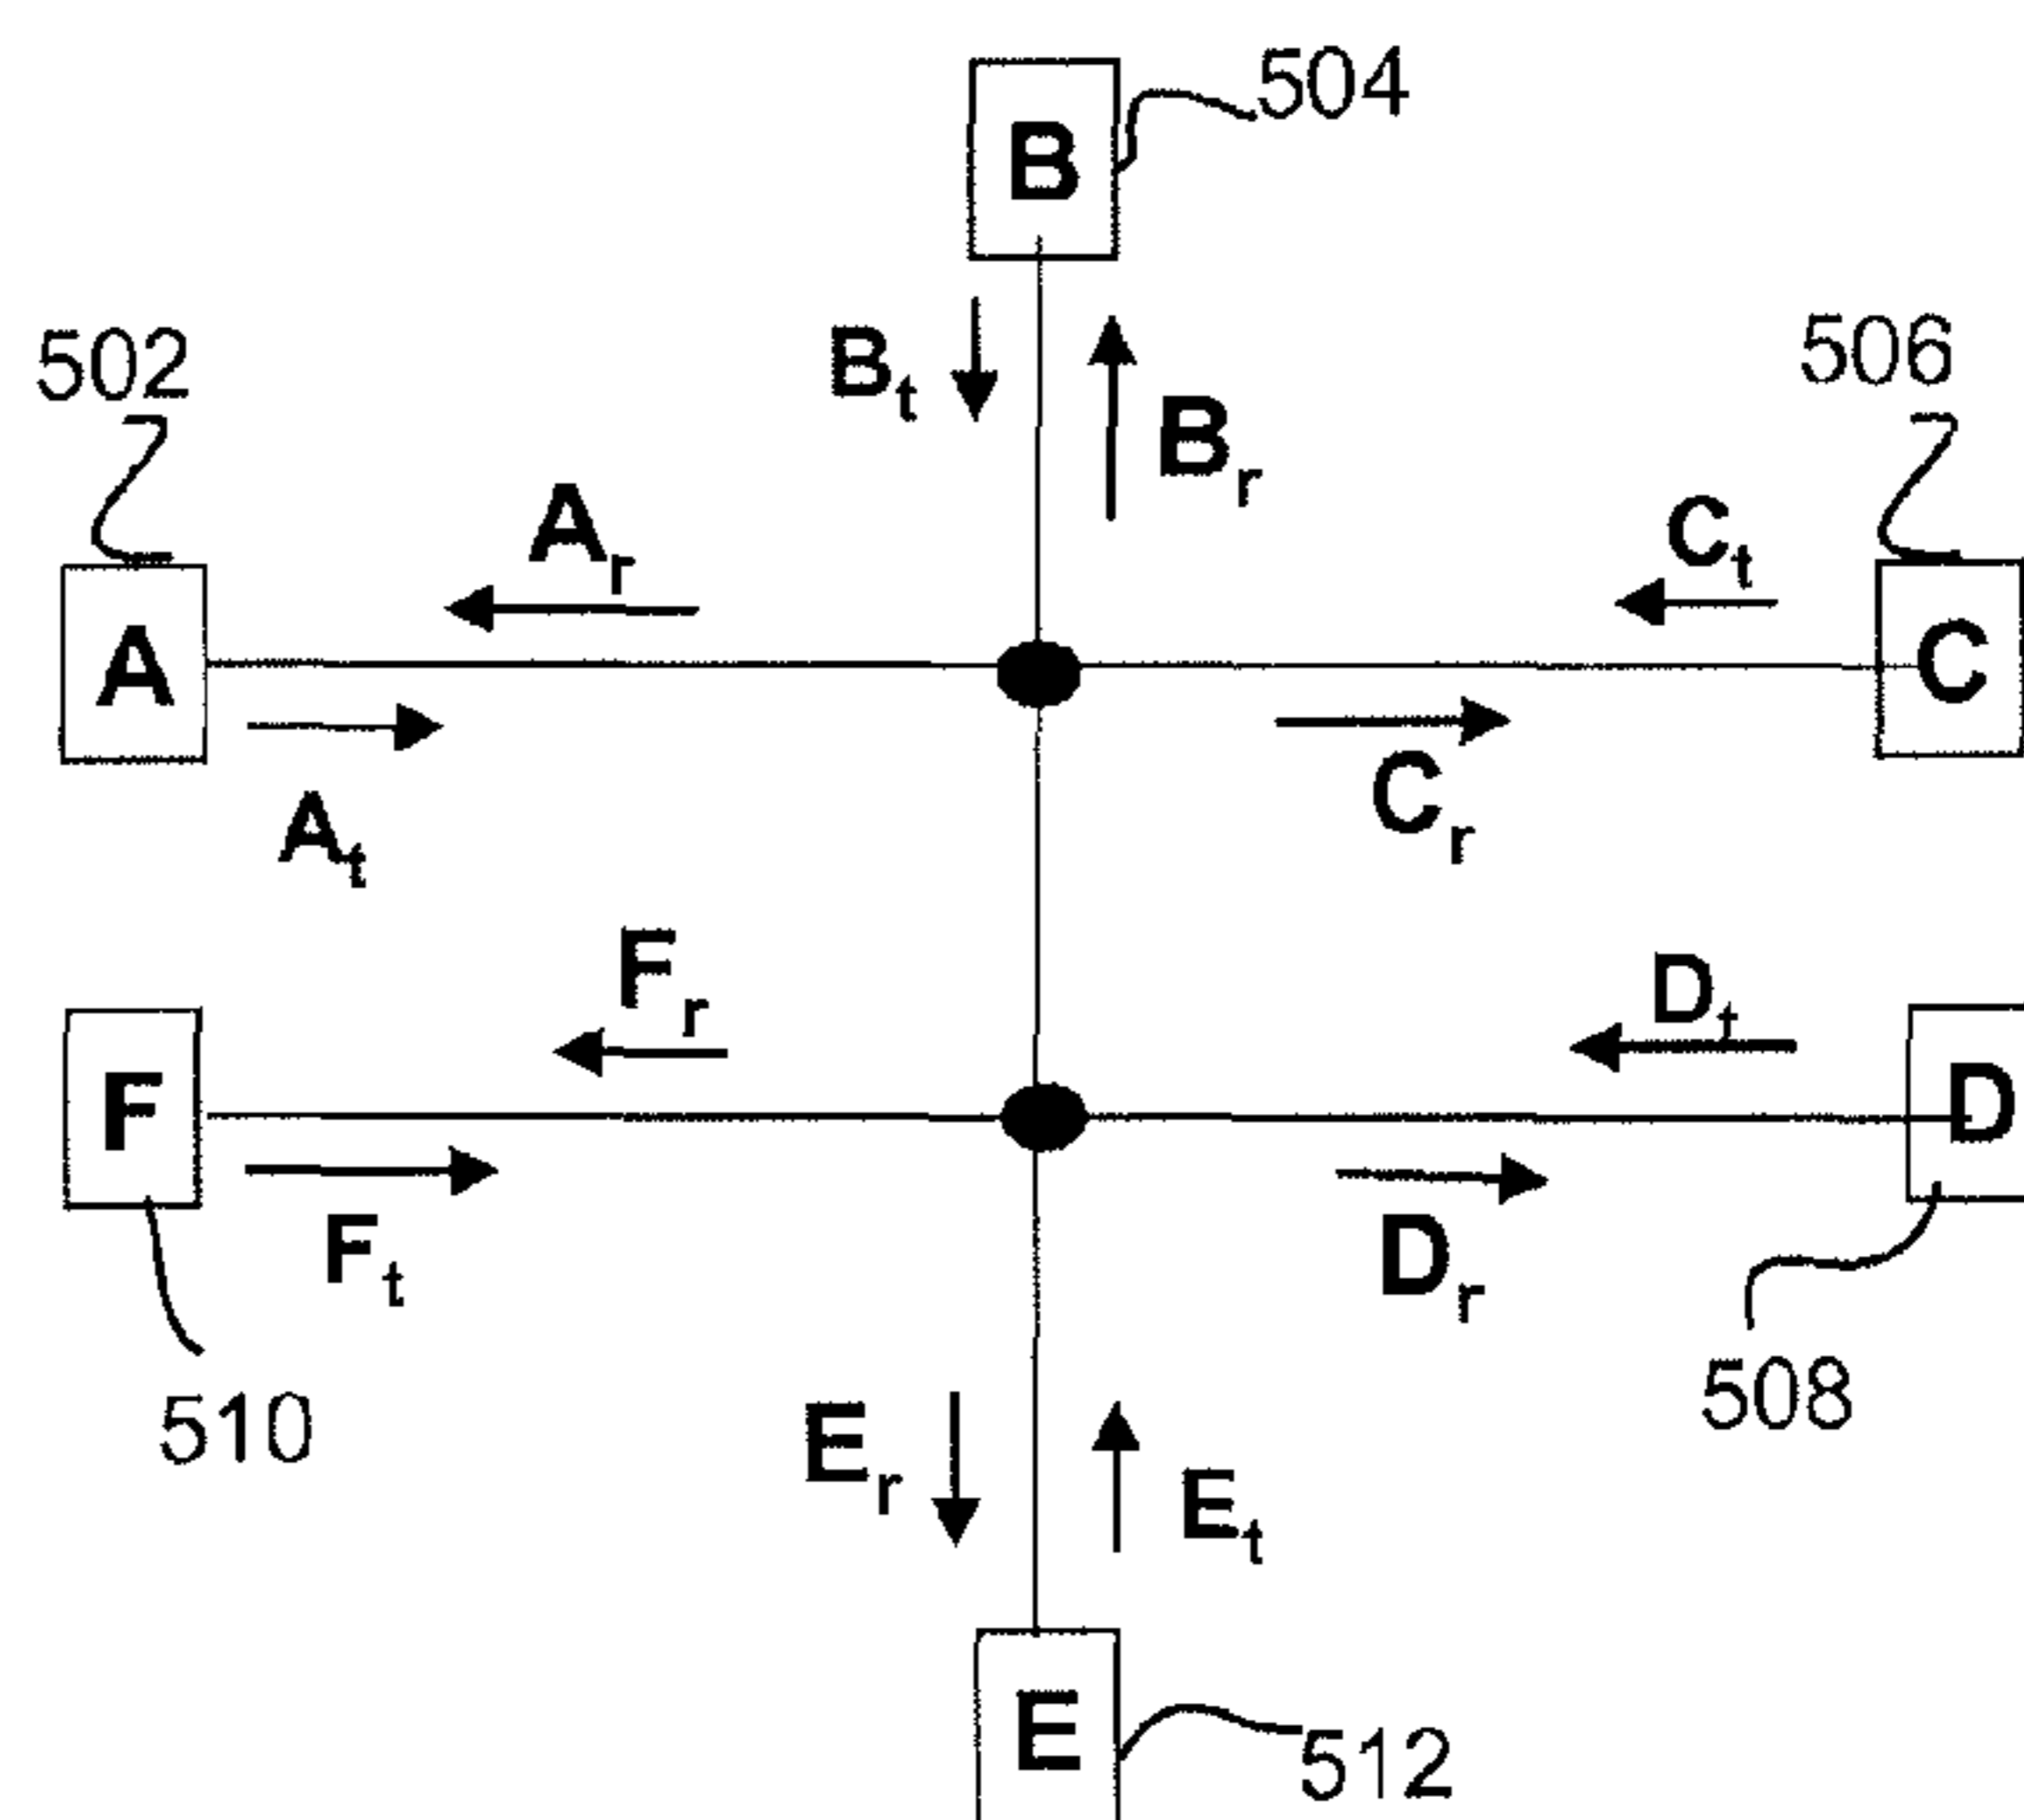 504
B
502
B_t
B_r
506
A_r
C_t
A
C
A_t
C_r
F_r
D_t
F
D
F_t
D_r
510
508
E_r
E_t
E
512